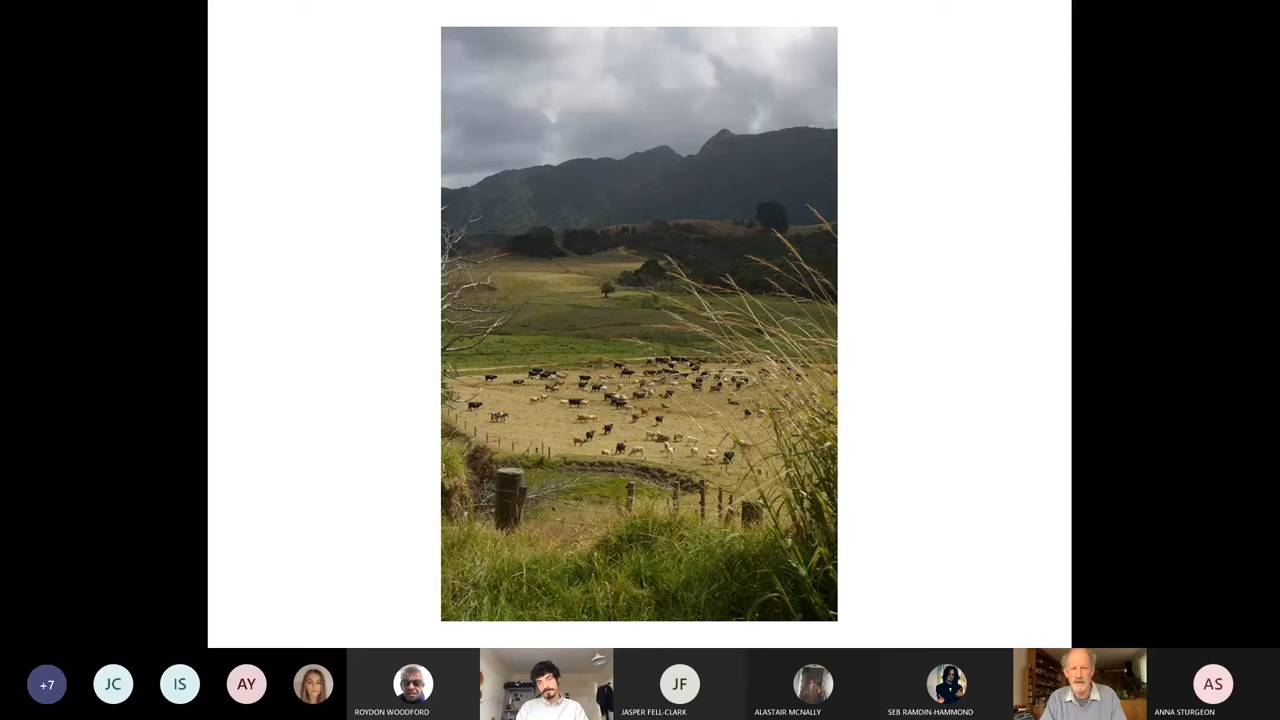 +7
JC
IS
AY
ROYDON WOODFORD
JF
JASPER FELL-CLARK
ALASTAIR MCNALLY
SEB RAMDIN-HAMMOND
AS
ANNA STURGEON